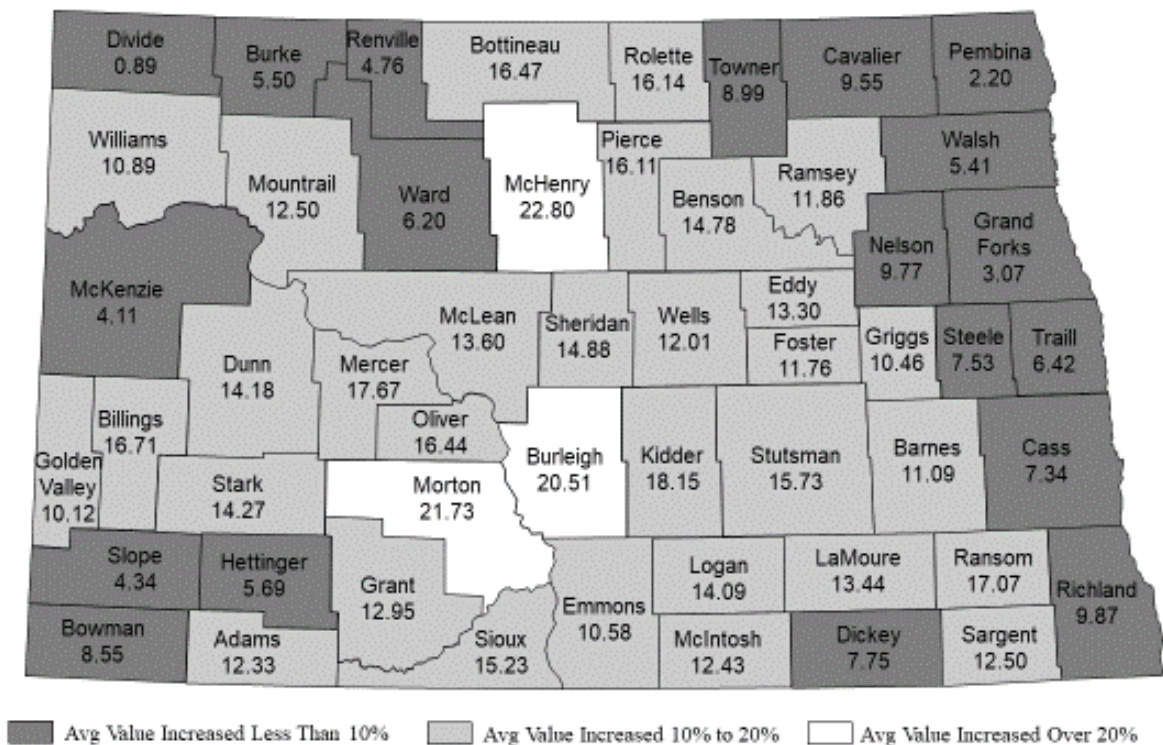 Divide
0.89
Burke
5.50
Renville
4.76
Bottineau
16.47
Rolette
16.14
Towner
8.99
Cavalier
9.55
Pembina
2.20
Williams
10.89
Mountrail
12.50
Ward
6.20
McHenry
22.80
Pierce
16.11
Benson
14.78
Ramsey
11.86
Walsh
5.41
Nelson
9.77
Grand
Forks
3.07
McKenzie
4.11
Dunn
14.18
Mercer
17.67
McLean
13.60
Sheridan
14.88
Wells
12.01
Eddy
13.30
Foster
11.76
Griggs
10.46
Steele
7.53
Traill
6.42
Golden
Valley
10.12
Billings
16.71
Stark
14.27
Oliver
16.44
Morton
21.73
Burleigh
20.51
Kidder
18.15
Stutsman
15.73
Barnes
11.09
Cass
7.34
Slope
4.34
Hettinger
5.69
Grant
12.95
Bowman
8.55
Adams
12.33
Sioux
15.23
Emmons
10.58
Logan
14.09
McIntosh
12.43
LaMoure
13.44
Dickey
7.75
Ransom
17.07
Sargent
12.50
Richland
9.87
Avg Value Increased Less Than 10%
Avg Value Increased 10% to 20%
Avg Value Increased Over 20%